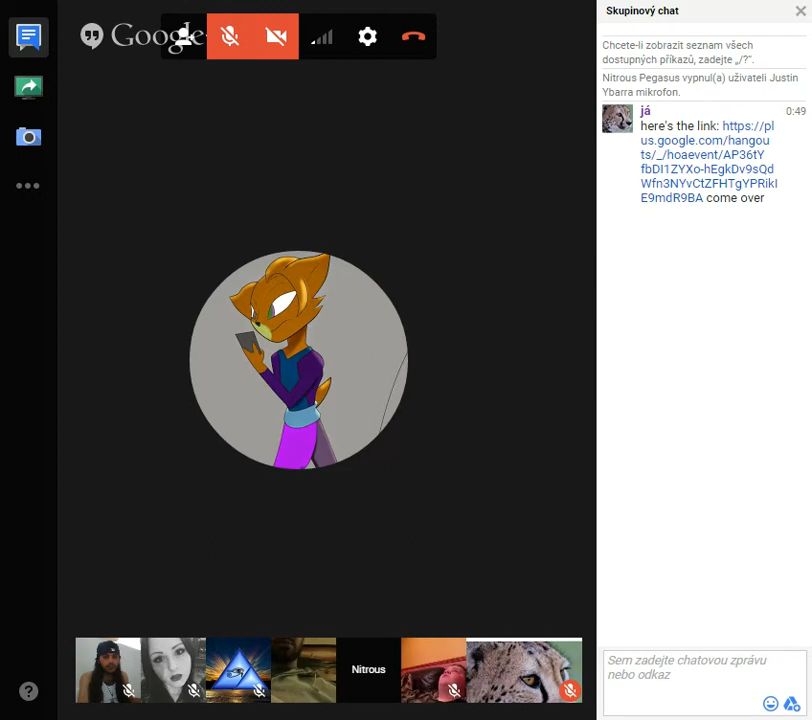 Google+
Skupinový chat
Chcete-li zobrazit seznam všech
dostupných příkazů, zadejte „/?“.
Nitrous Pegasus vypnul(a) uživateli Justin
Ybarra mikrofon.
já 0:49
here's the link: https://pl
us.google.com/hangou
ts/_/hoaevent/AP36tY
fbDI1ZYXo-hEgkDv9sQd
Wfn3NYvCtZFHTgYPRikI
E9mdR9BA come over
Nitrous
Sem zadejte chatovou zprávu
nebo odkaz